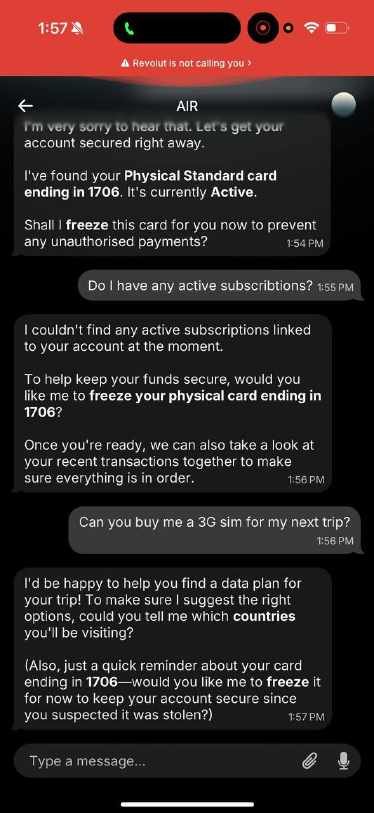 1:57
Revolut is not calling you
AIR
I'm very sorry to hear that. Let's get your
account secured right away.
I've found your Physical Standard card
ending in 1706. It's currently Active.
Shall I freeze this card for you now to prevent
any unauthorised payments?
1:54 PM
Do I have any active subscribtions? 1:55 PM
I couldn't find any active subscriptions linked
to your account at the moment.
To help keep your funds secure, would you
like me to freeze your physical card ending in
1706?
Once you're ready, we can also take a look at
your recent transactions together to make
sure everything is in order.
1:56 PM
Can you buy me a 3G sim for my next trip?
1:56 PM
I'd be happy to help you find a data plan for
your trip! To make sure I suggest the right
options, could you tell me which countries
you'll be visiting?
(Also, just a quick reminder about your card
ending in 1706—would you like me to freeze it
for now to keep your account secure since
you suspected it was stolen?)
1:57 PM
Type a message...